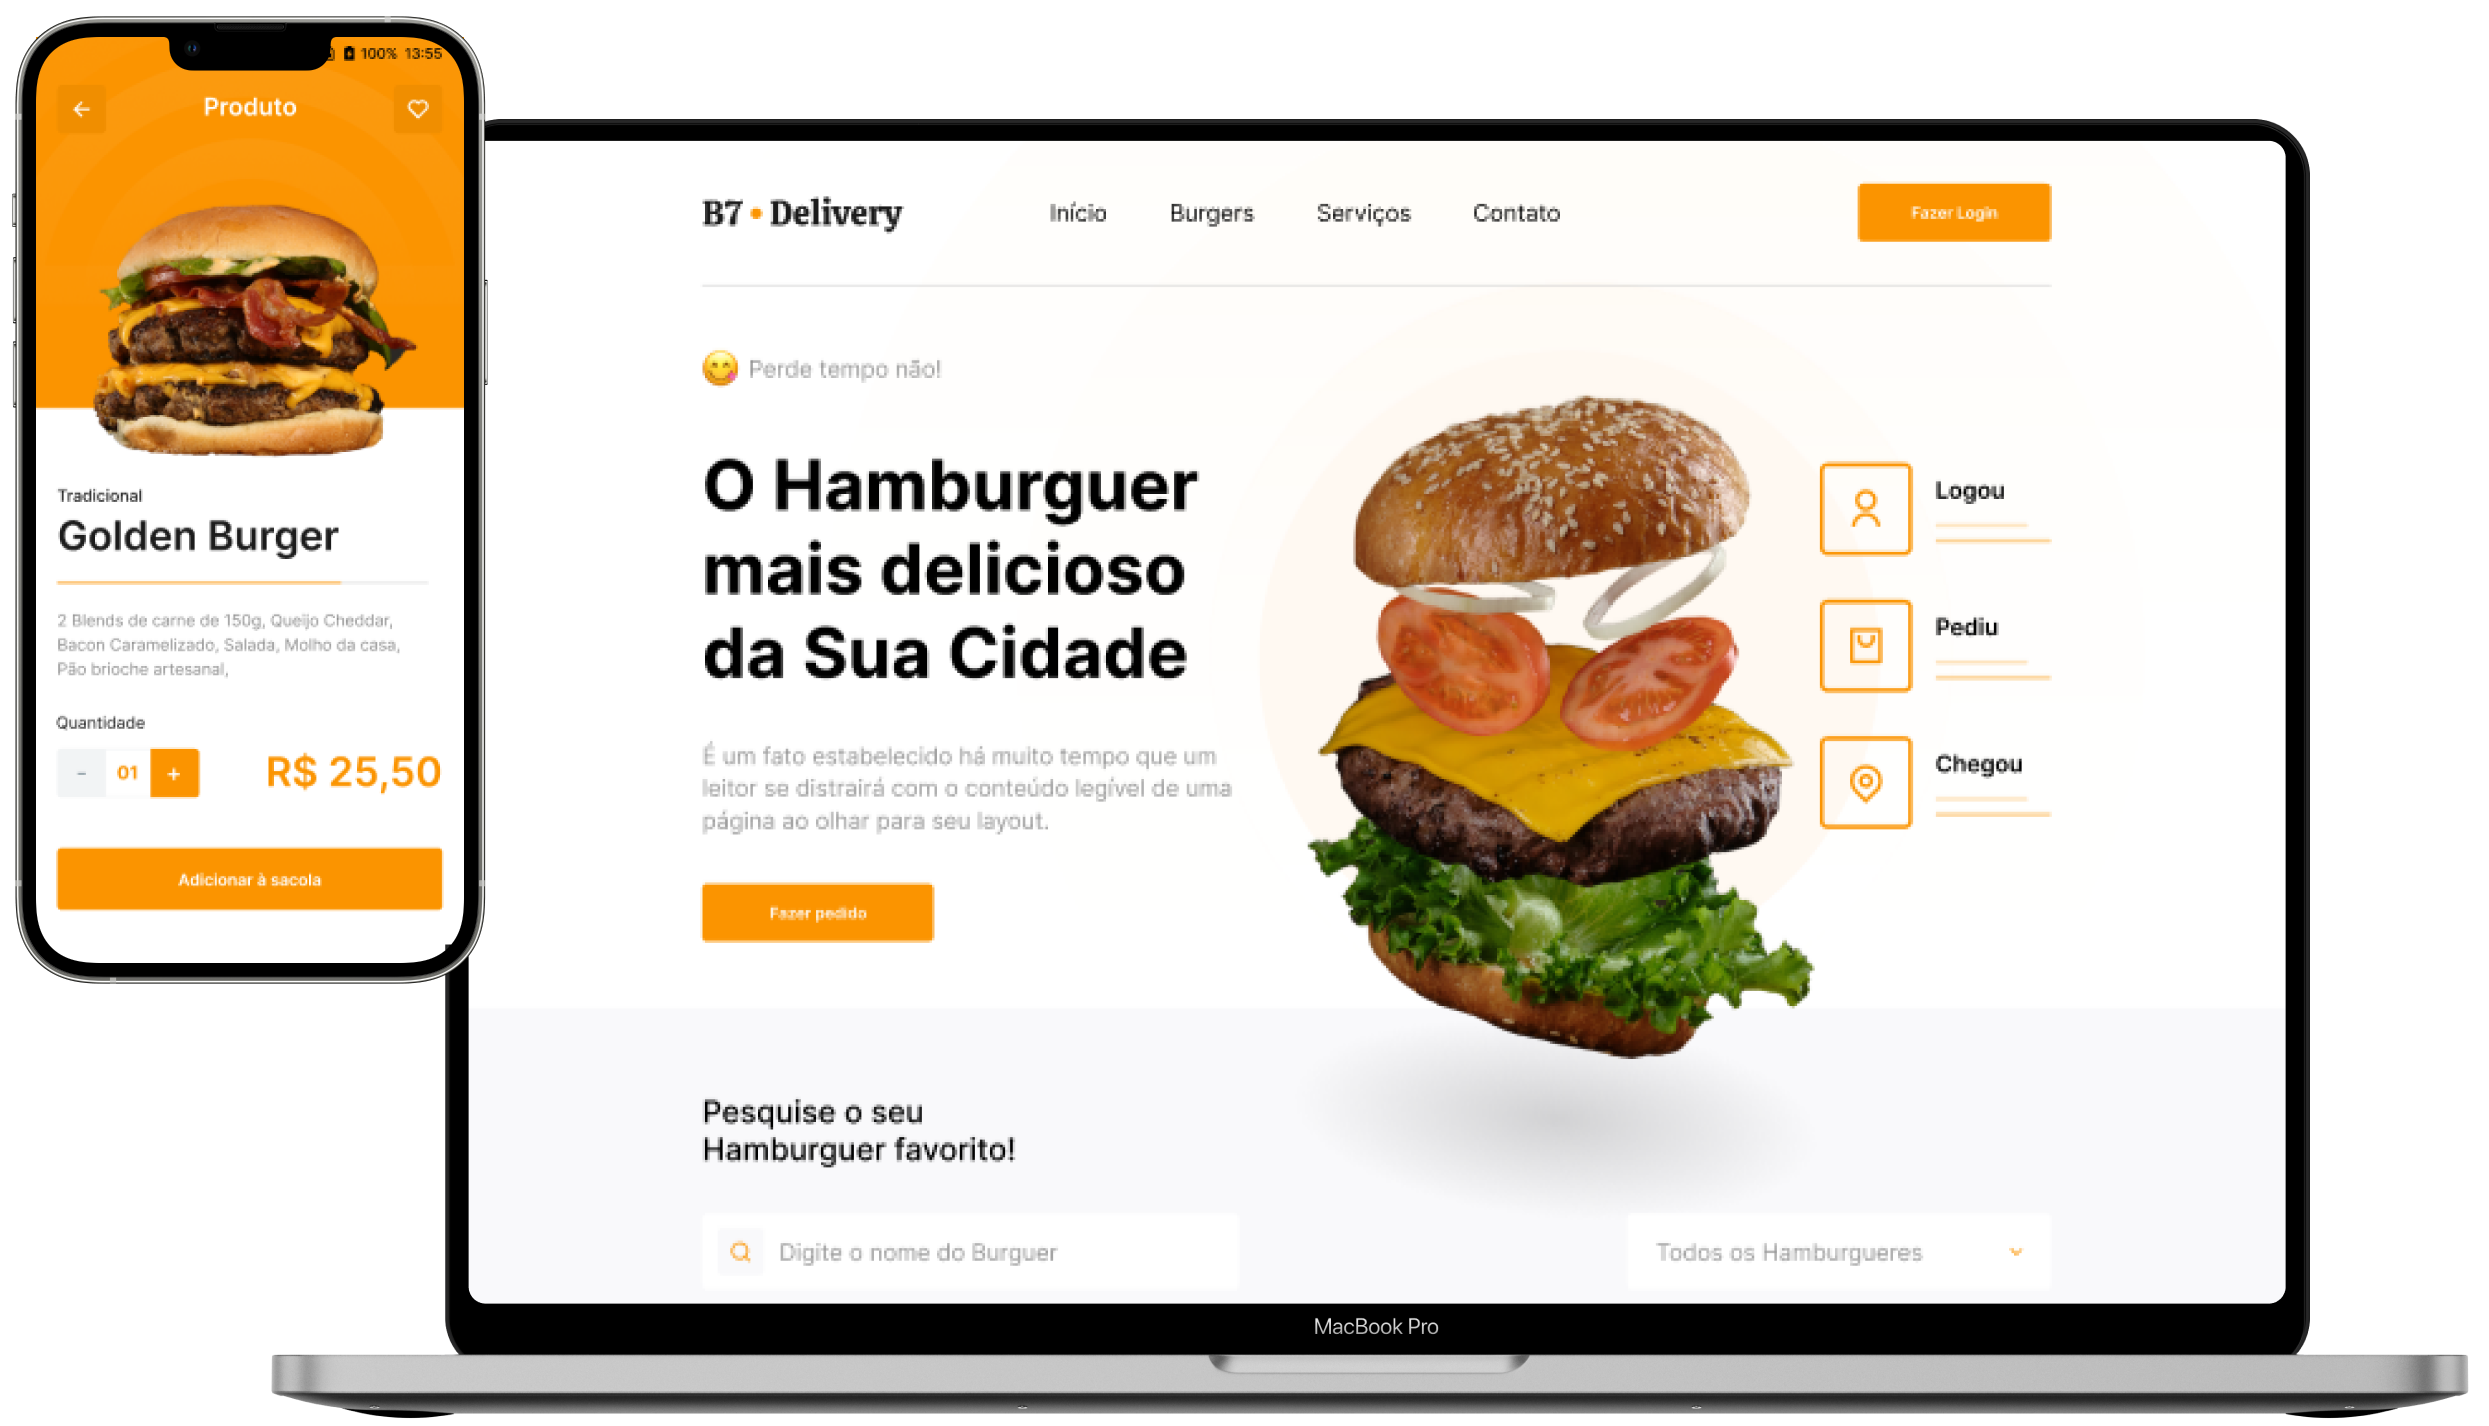 100% 13:55
Produto
Tradicional
Golden Burger
2 Blends de carne de 150g, Queijo Cheddar,
Bacon Caramelizado, Salada, Molho da casa,
Pão brioche artesanal,
Quantidade
- 01 + R$ 25,50
Adicionar à sacola
B7 • Delivery Início Burgers Serviços Contato Fazer Login
Perde tempo não!
O Hamburguer
mais delicioso
da Sua Cidade
É um fato estabelecido há muito tempo que um
leitor se distrairá com o conteúdo legível de uma
página ao olhar para seu layout.
Fazer pedido
Logou
Pediu
Chegou
Pesquise o seu
Hamburguer favorito!
Digite o nome do Burguer
Todos os Hamburgueres
MacBook Pro